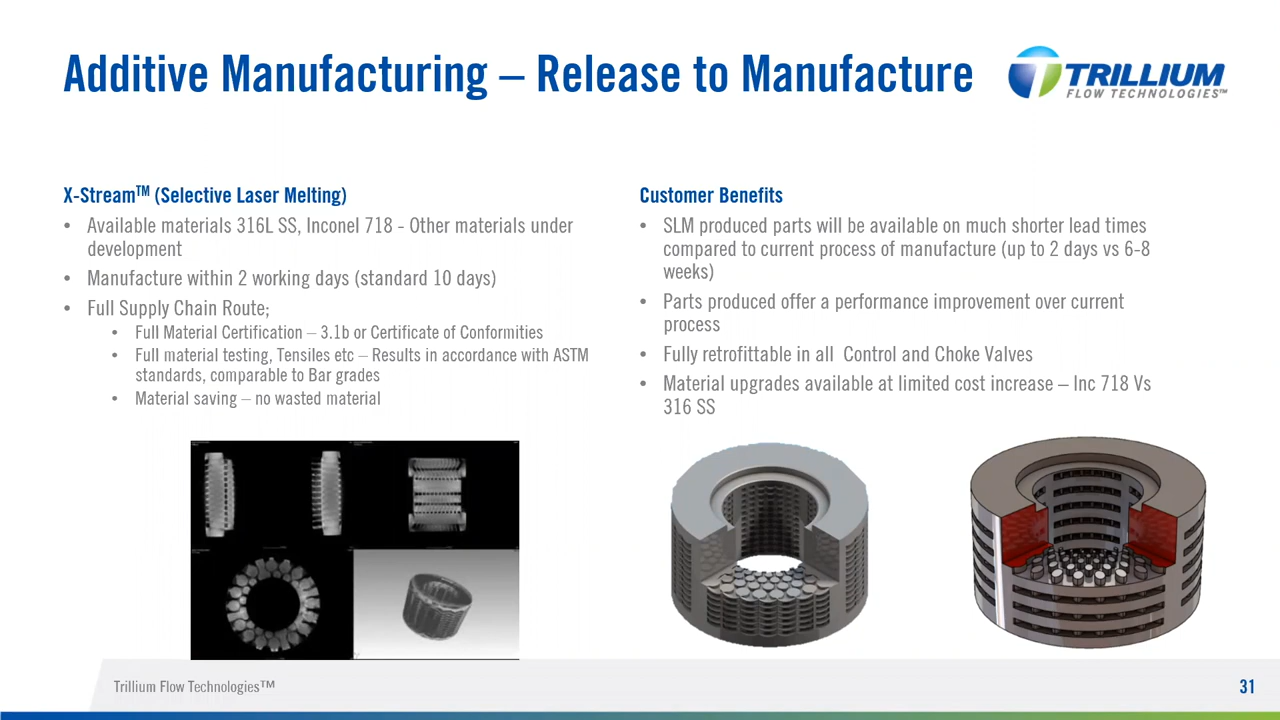 Additive Manufacturing – Release to Manufacture
TRILLIUM
FLOW TECHNOLOGIES™
X-Stream™ (Selective Laser Melting)
• Available materials 316L SS, Inconel 718 - Other materials under
development
• Manufacture within 2 working days (standard 10 days)
• Full Supply Chain Route;
• Full Material Certification – 3.1b or Certificate of Conformities
• Full material testing, Tensiles etc – Results in accordance with ASTM
standards, comparable to Bar grades
• Material saving – no wasted material
Customer Benefits
• SLM produced parts will be available on much shorter lead times
compared to current process of manufacture (up to 2 days vs 6-8
weeks)
• Parts produced offer a performance improvement over current
process
• Fully retrofittable in all  Control and Choke Valves
• Material upgrades available at limited cost increase – Inc 718 Vs
316 SS
Trillium Flow Technologies™
31